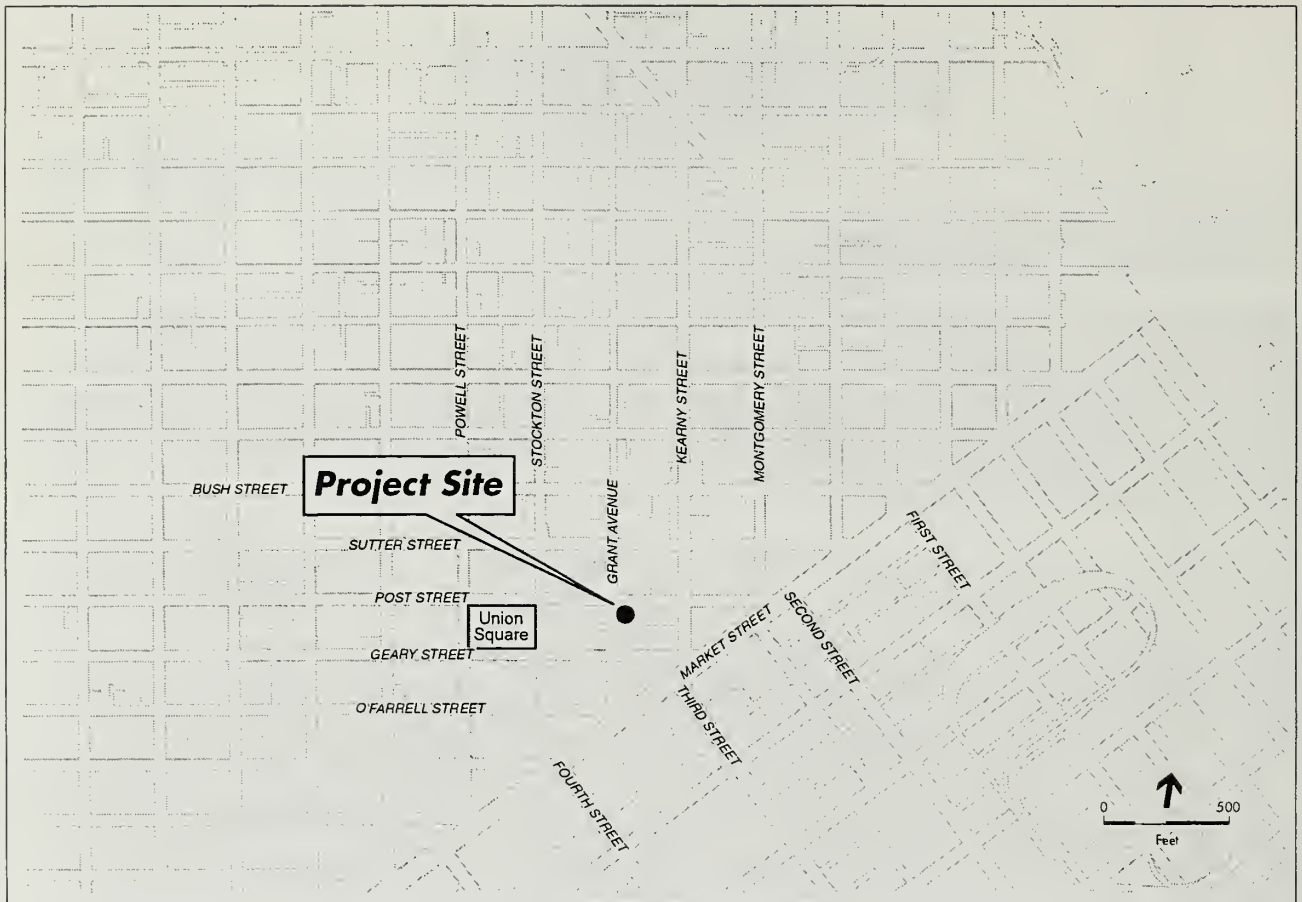 POWELL STREET
STOCKTON STREET
KEARNY STREET
MONTGOMERY STREET
BUSH STREET
Project Site
GRANT AVENUE
SUTTER STREET
FIRST STREET
POST STREET
Union
Square
SECOND STREET
MARKET STREET
GEARY STREET
THIRD STREET
O'FARRELL STREET
FOURTH STREET
0 500
Feet